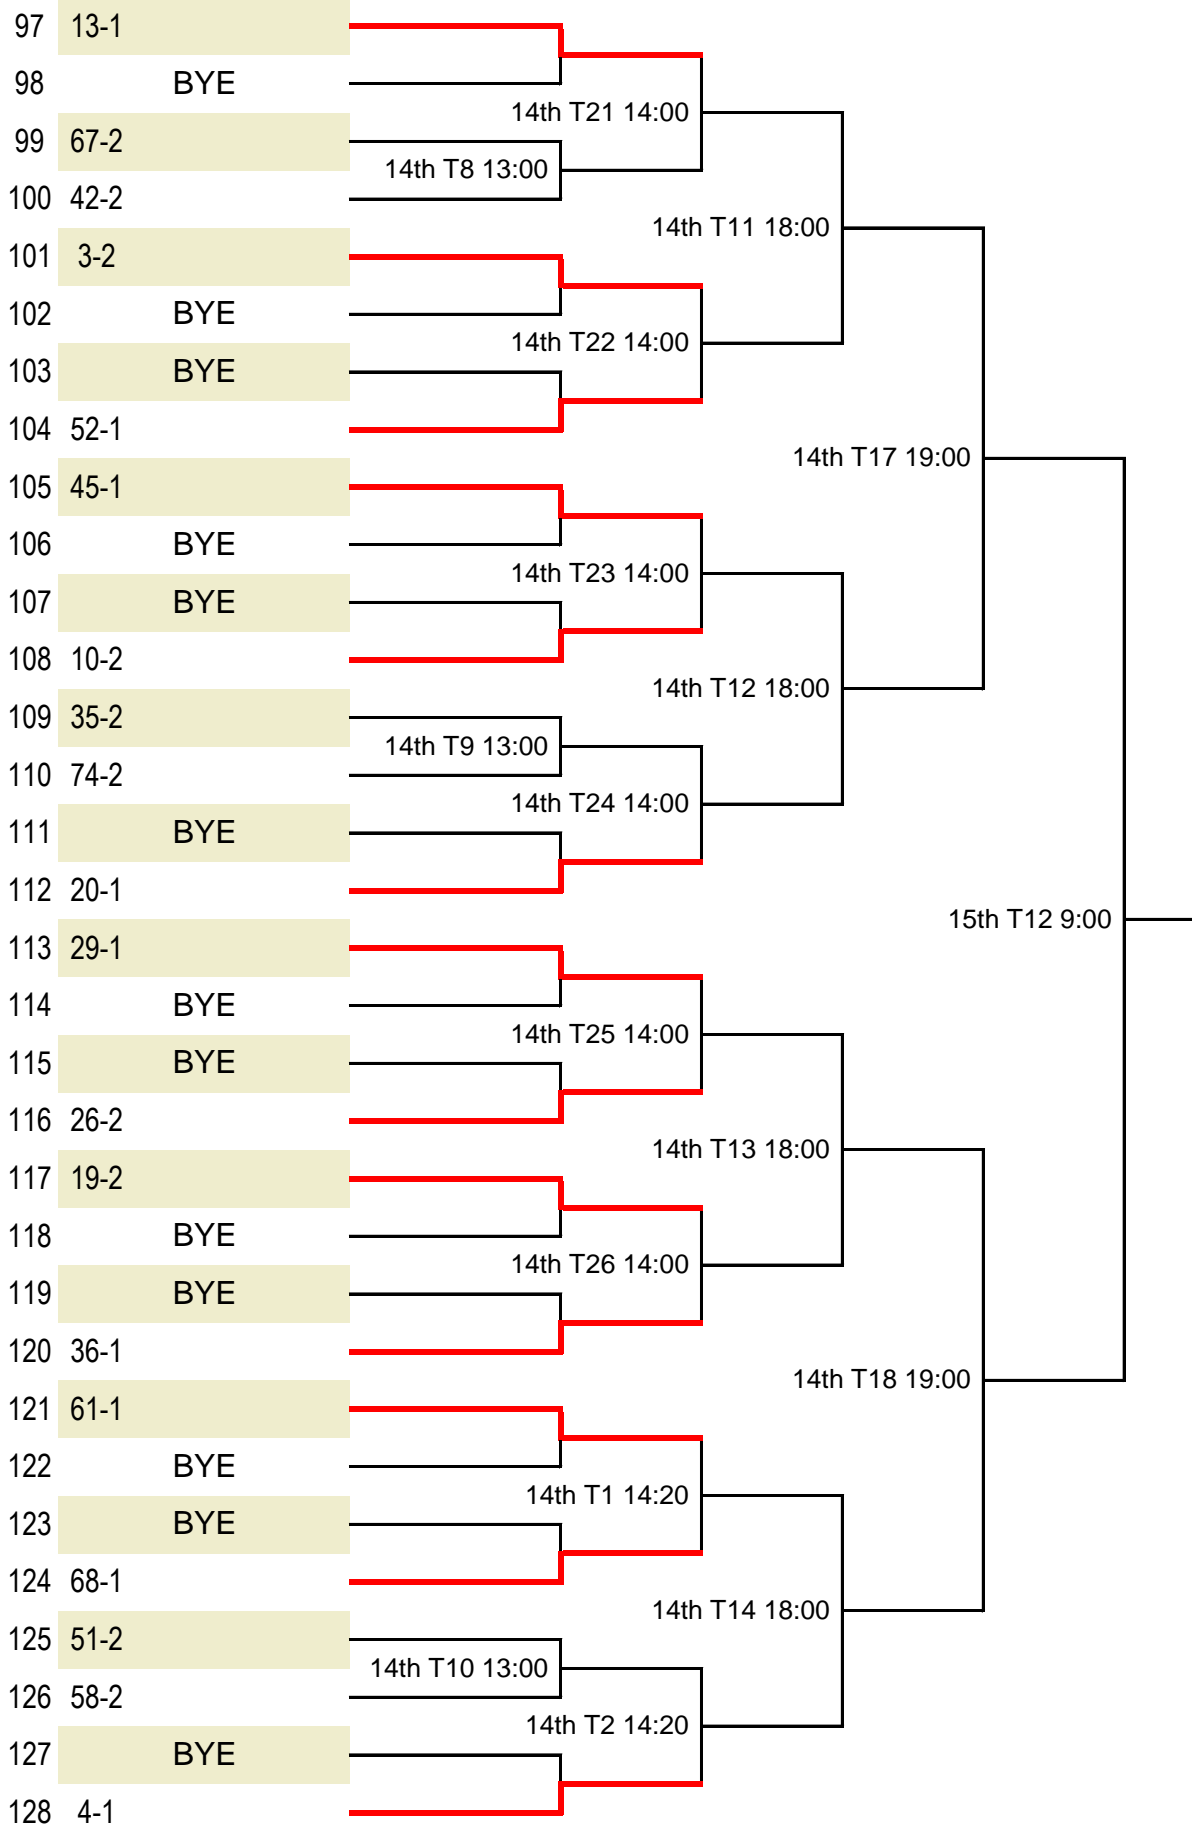 97 13-1
98 BYE
14th T21 14:00
99 67-2
14th T8 13:00
100 42-2
14th T11 18:00
101 3-2
102 BYE
14th T22 14:00
103 BYE
104 52-1
14th T17 19:00
105 45-1
106 BYE
14th T23 14:00
107 BYE
108 10-2
14th T12 18:00
109 35-2
14th T9 13:00
110 74-2
14th T24 14:00
111 BYE
112 20-1
15th T12 9:00
113 29-1
114 BYE
14th T25 14:00
115 BYE
116 26-2
14th T13 18:00
117 19-2
118 BYE
14th T26 14:00
119 BYE
120 36-1
14th T18 19:00
121 61-1
122 BYE
14th T1 14:20
123 BYE
124 68-1
14th T14 18:00
125 51-2
14th T10 13:00
126 58-2
14th T2 14:20
127 BYE
128 4-1